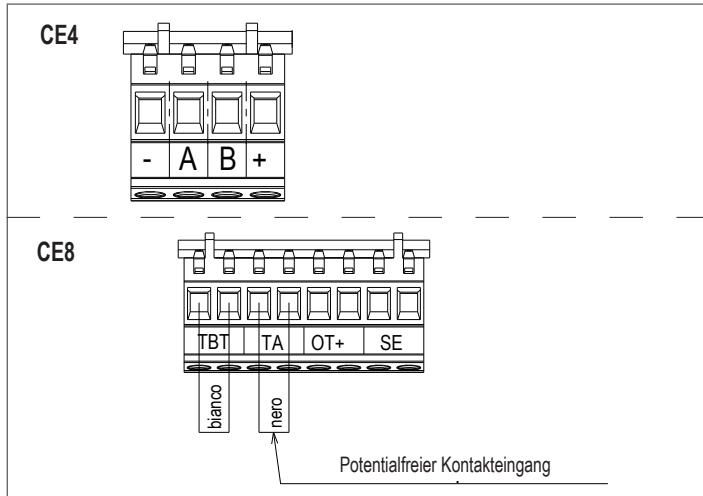 CE4
- A B +
CE8
TBT TA OT+ SE
bianco
nero
Potentialfreier Kontakteingang